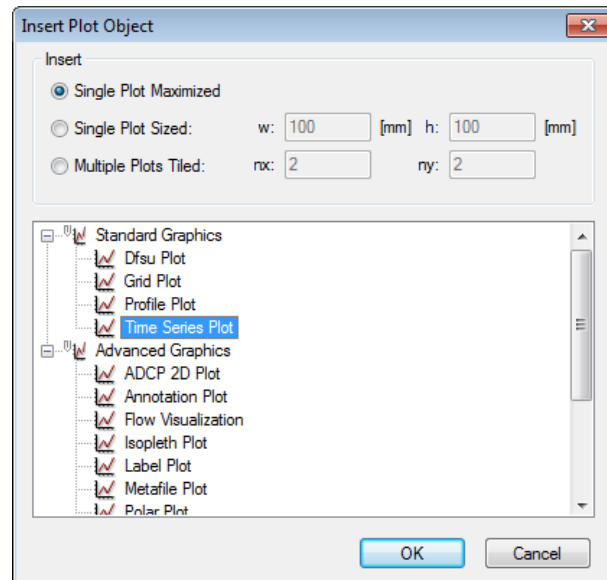 Insert Plot Object
Insert
Single Plot Maximized
Single Plot Sized: w: 100 [mm] h: 100 [mm]
Multiple Plots Tiled: nx: 2 ny: 2
Standard Graphics
Dfsu Plot
Grid Plot
Profile Plot
Time Series Plot
Advanced Graphics
ADCP 2D Plot
Annotation Plot
Flow Visualization
Isopleth Plot
Label Plot
Metafile Plot
Polar Plot
OK Cancel